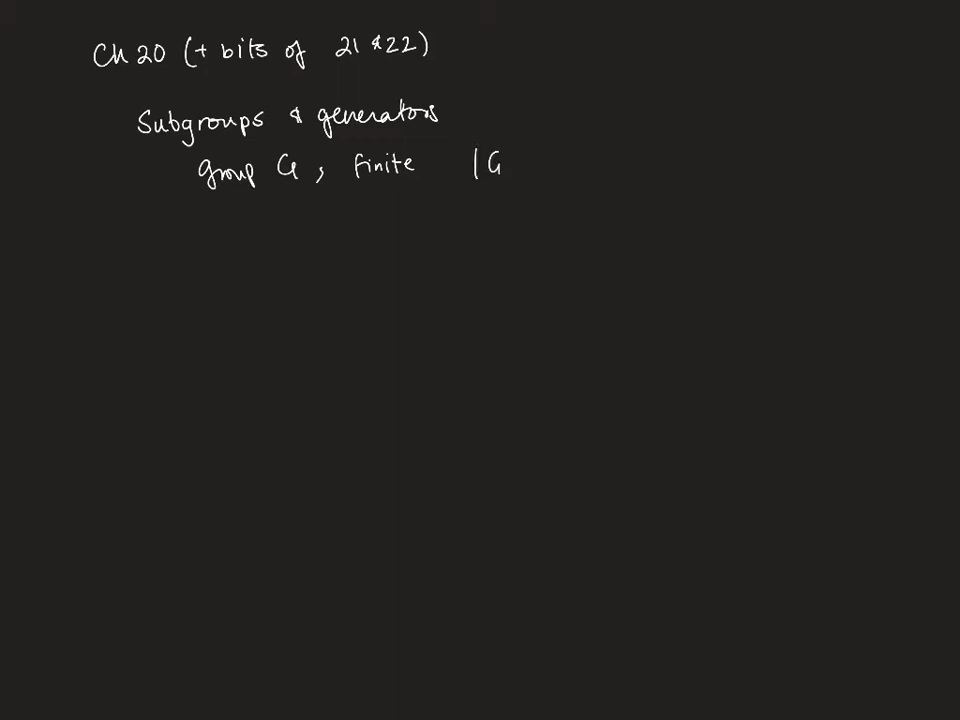 Ch 20 (+ bits of 21 & 22)
Subgroups & generators
group G, finite |G